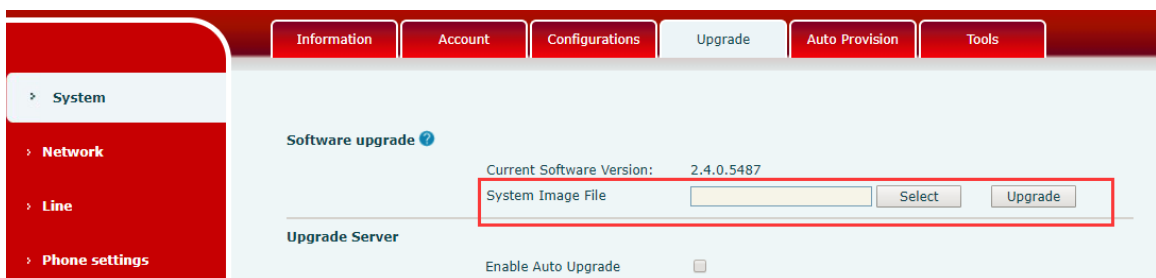 Information Account Configurations Upgrade Auto Provision Tools
› System
› Network
› Line
› Phone settings
Software upgrade ?
Current Software Version: 2.4.0.5487
System Image File Select Upgrade
Upgrade Server
Enable Auto Upgrade